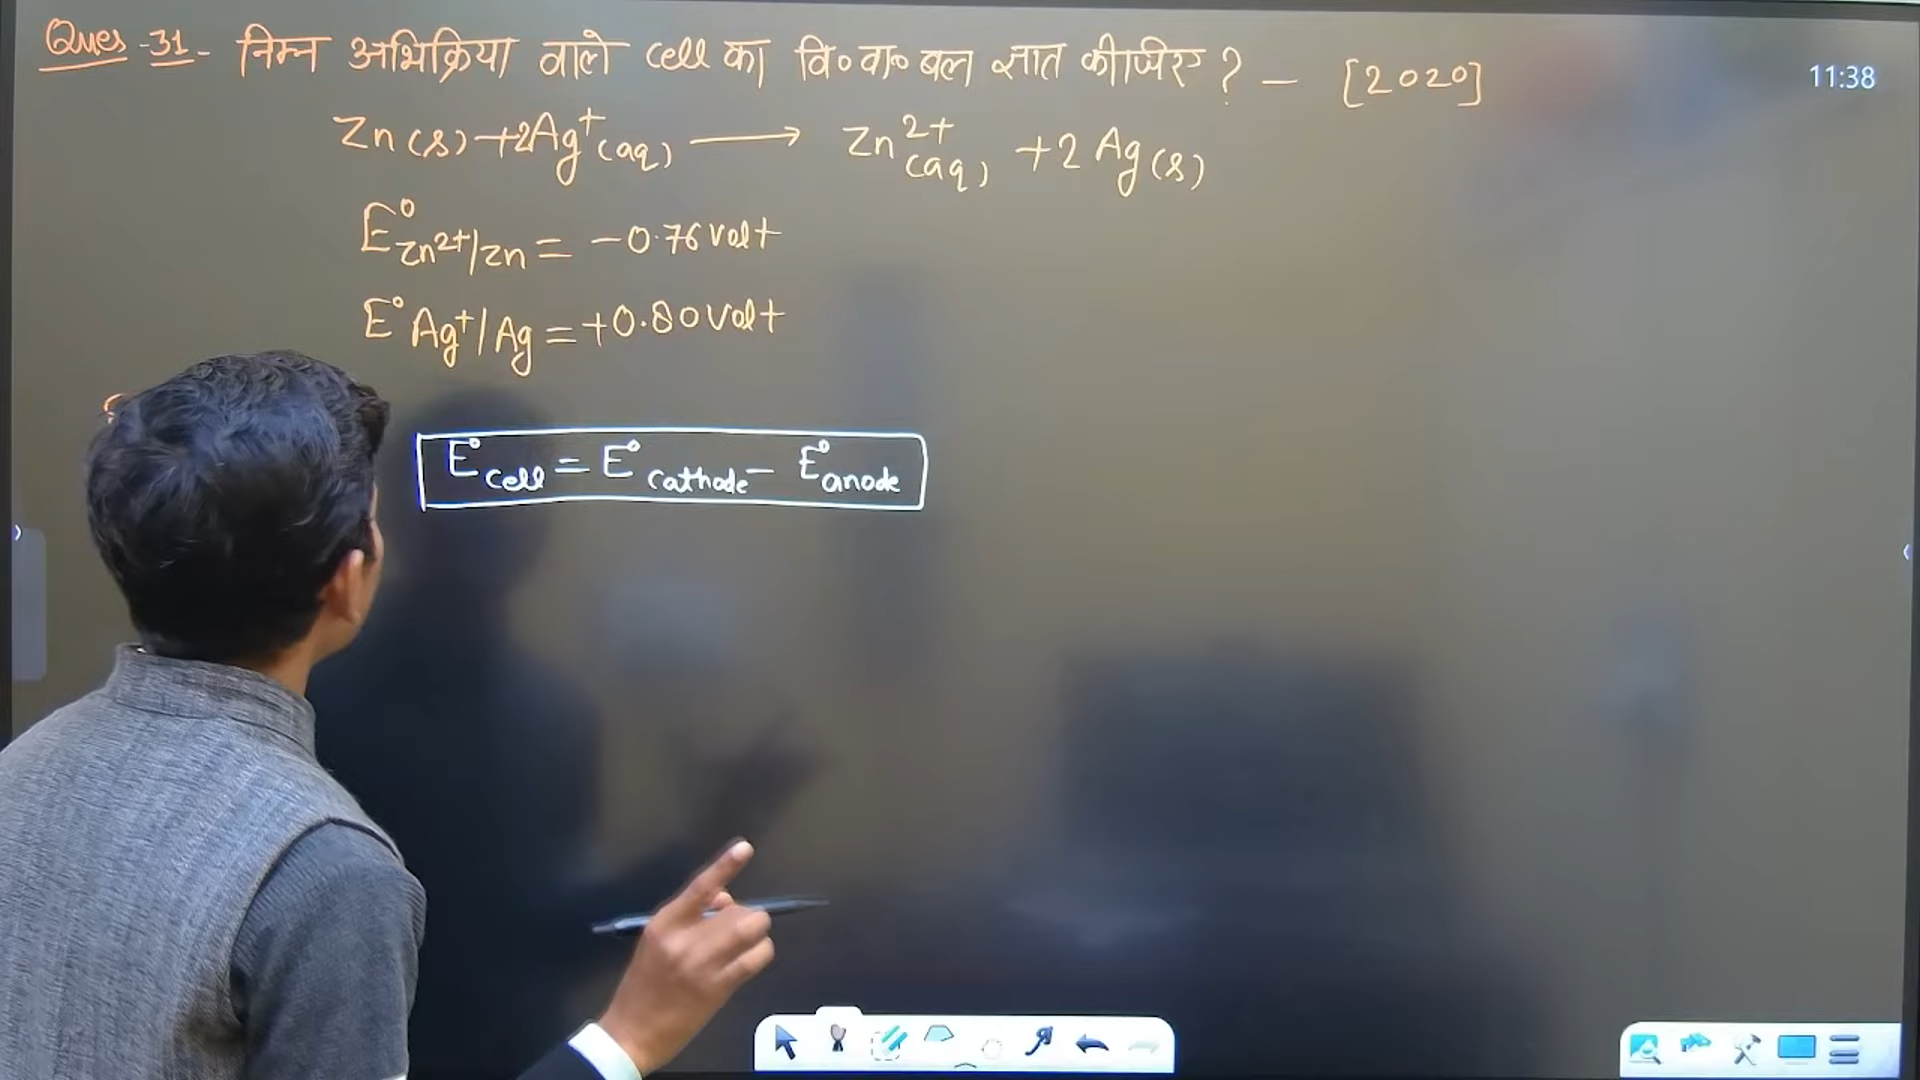 Ques -31- निम्न अभिक्रिया वाले cell का वि०वा० बल ज्ञात कीजिए? - [2020]
11:38
Zn(s)+2Ag⁺(aq) ⟶ Zn²⁺(aq) +2Ag(s)
E°Zn²⁺/Zn = -0.76 volt
E°Ag⁺/Ag = +0.80 volt
E°cell = E°cathode - E°anode